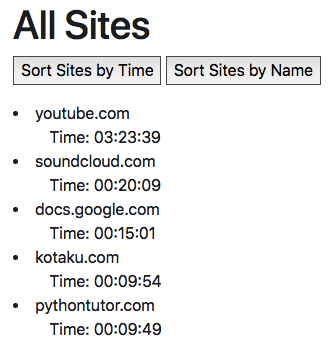 All Sites
Sort Sites by Time Sort Sites by Name
• youtube.com
Time: 03:23:39
• soundcloud.com
Time: 00:20:09
• docs.google.com
Time: 00:15:01
• kotaku.com
Time: 00:09:54
• pythontutor.com
Time: 00:09:49